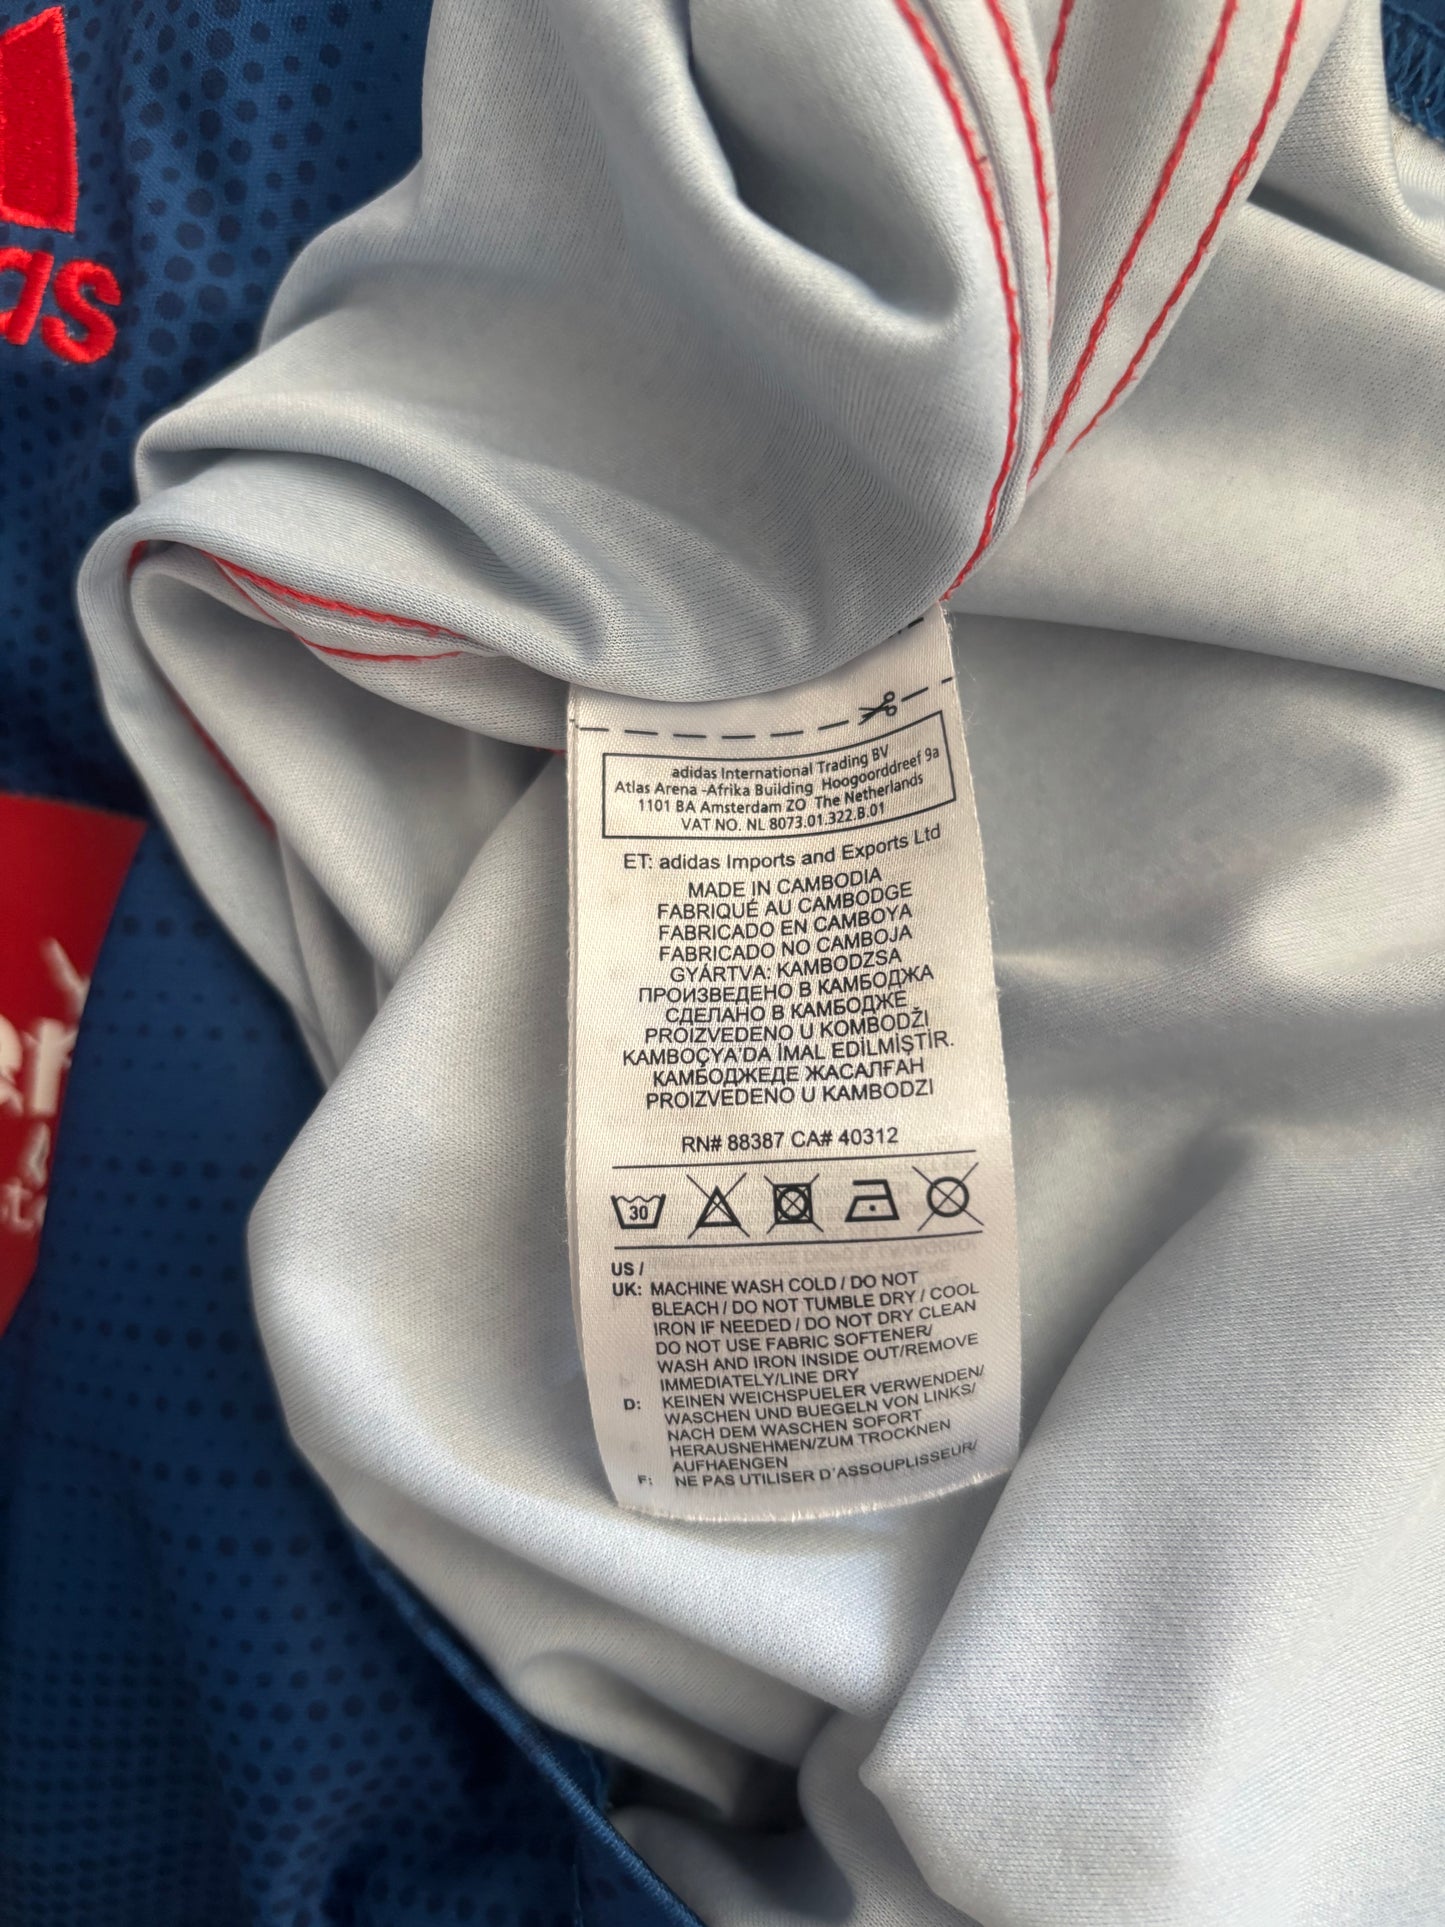 as
er
&
adidas International Trading BV
Atlas Arena -Afrika Building Hoogoorddreef 9a
1101 BA Amsterdam ZO The Netherlands
VAT NO. NL 8073.01.322.B.01
ET: adidas Imports and Exports Ltd
MADE IN CAMBODIA
FABRIQUÉ AU CAMBODGE
FABRICADO EN CAMBOYA
FABRICADO NO CAMBOJA
GYÁRTVA: KAMBODZSA
ПРОИЗВЕДЕНО В КАМБОДЖА
СДЕЛАНО В КАМБОДЖЕ
PROIZVEDENO U KOMBODŽI
KAMBOÇYA'DA İMAL EDİLMİŞTİR.
КАМБОДЖЕДЕ ЖАСАЛҒАН
PROIZVEDENO U KAMBODZI
RN# 88387 CA# 40312
30
US /
UK: MACHINE WASH COLD / DO NOT
BLEACH / DO NOT TUMBLE DRY / COOL
IRON IF NEEDED / DO NOT DRY CLEAN
DO NOT USE FABRIC SOFTENER/
WASH AND IRON INSIDE OUT/REMOVE
IMMEDIATELY/LINE DRY
D: KEINEN WEICHSPUELER VERWENDEN/
WASCHEN UND BUEGELN VON LINKS/
NACH DEM WASCHEN SOFORT
HERAUSNEHMEN/ZUM TROCKNEN
AUFHAENGEN
F: NE PAS UTILISER D'ASSOUPLISSEUR/